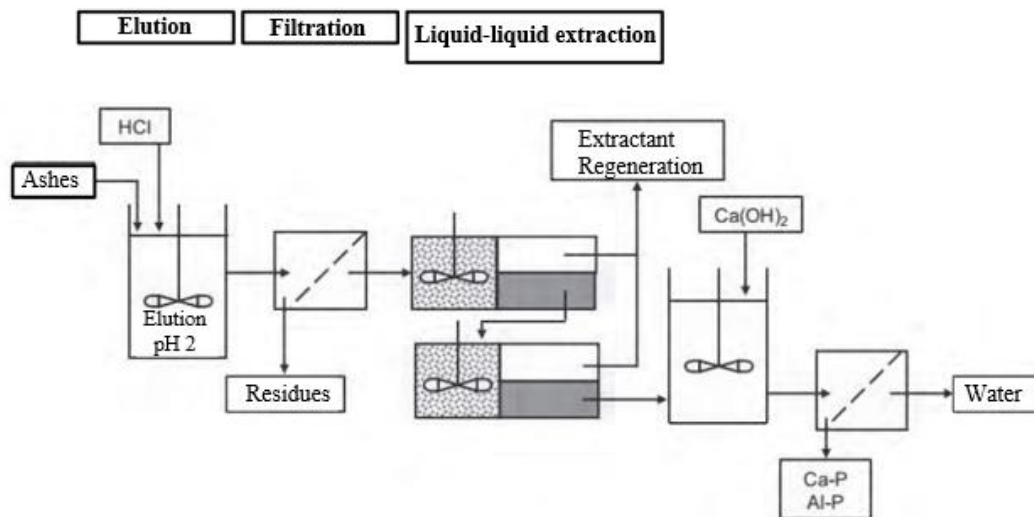 Elution
Filtration
Liquid-liquid extraction
HCl
Ashes
Extractant
Regeneration
Ca(OH)₂
Elution
pH 2
Residues
Water
Ca-P
Al-P